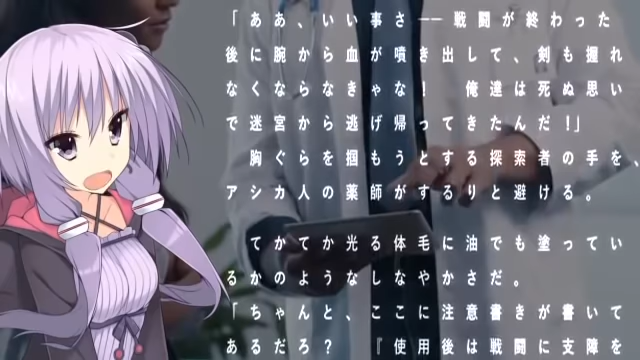 「ああ、いい事さ──戦闘が終わった
後に腕から血が噴き出して、剣も握れ
なくならなきゃな！　俺達は死ぬ思い
で迷宮から逃げ帰ってきたんだ！」
　胸ぐらを掴もうとする探索者の手を、
アシカ人の薬師がするりと避ける。
　てかてか光る体毛に油でも塗ってい
るかのようなしなやかさだ。
「ちゃんと、ここに注意書きが書いて
あるだろ？　『使用後は戦闘に支障を